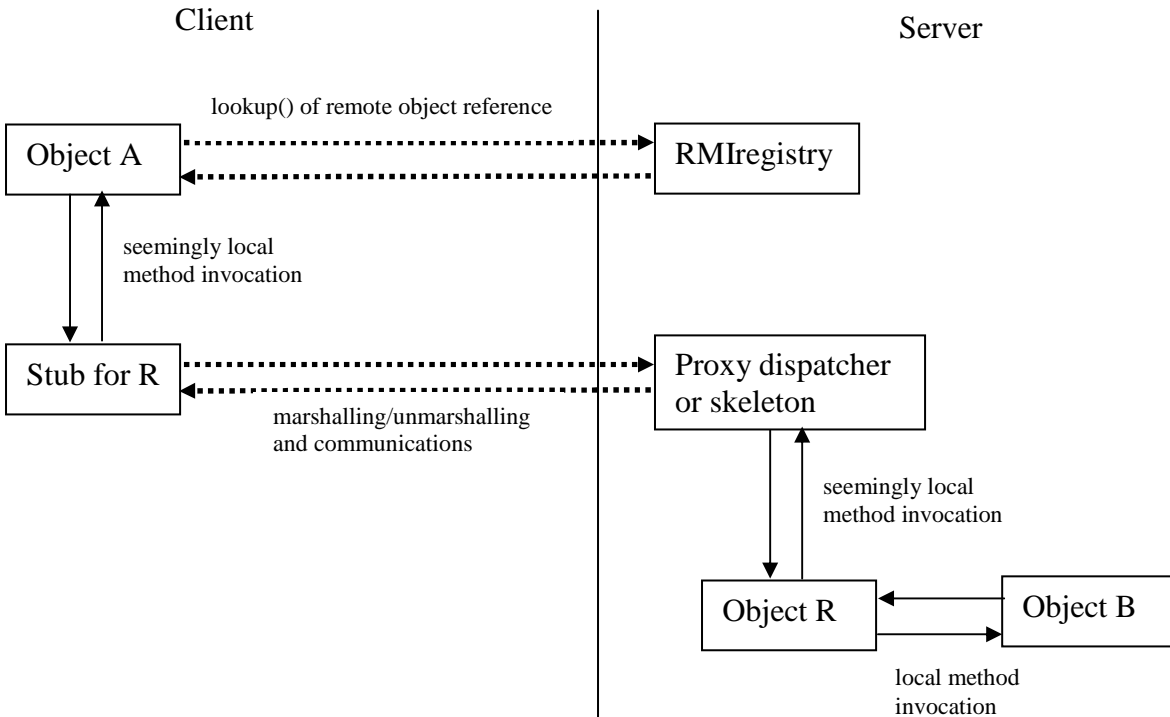 Client
Server
lookup() of remote object reference
Object A
RMIregistry
seemingly local
method invocation
Stub for R
Proxy dispatcher
or skeleton
marshalling/unmarshalling
and communications
seemingly local
method invocation
Object R
Object B
local method
invocation